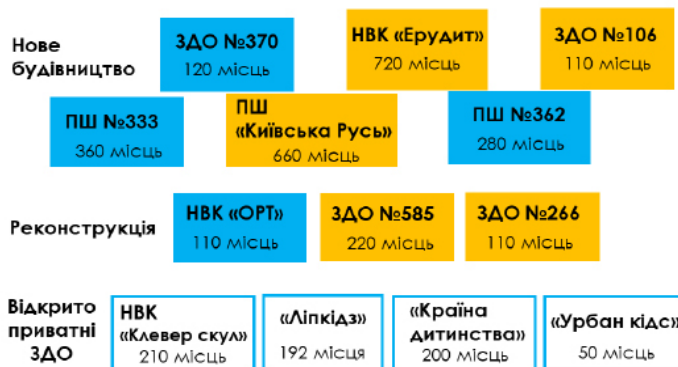 Нове будівництво
ЗДО №370
120 місць
НВК «Ерудит»
720 місць
ЗДО №106
110 місць
ПШ №333
360 місць
ПШ
«Київська Русь»
660 місць
ПШ №362
280 місць
Реконструкція
НВК «ОРТ»
110 місць
ЗДО №585
220 місць
ЗДО №266
110 місць
Відкрито
приватні
ЗДО
НВК
«Клевер скул»
210 місць
«Ліпкідз»
192 місця
«Країна
дитинства»
200 місць
«Урбан кідс»
50 місць